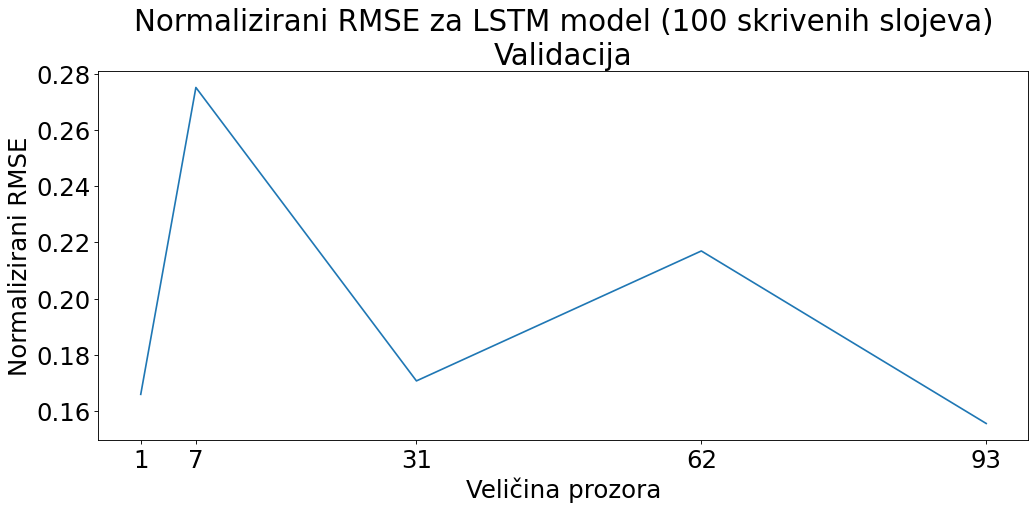 Normalizirani RMSE za LSTM model (100 skrivenih slojeva)
Validacija
Normalizirani RMSE
0.28
0.26
0.24
0.22
0.20
0.18
0.16
1 7 31 62 93
Veličina prozora